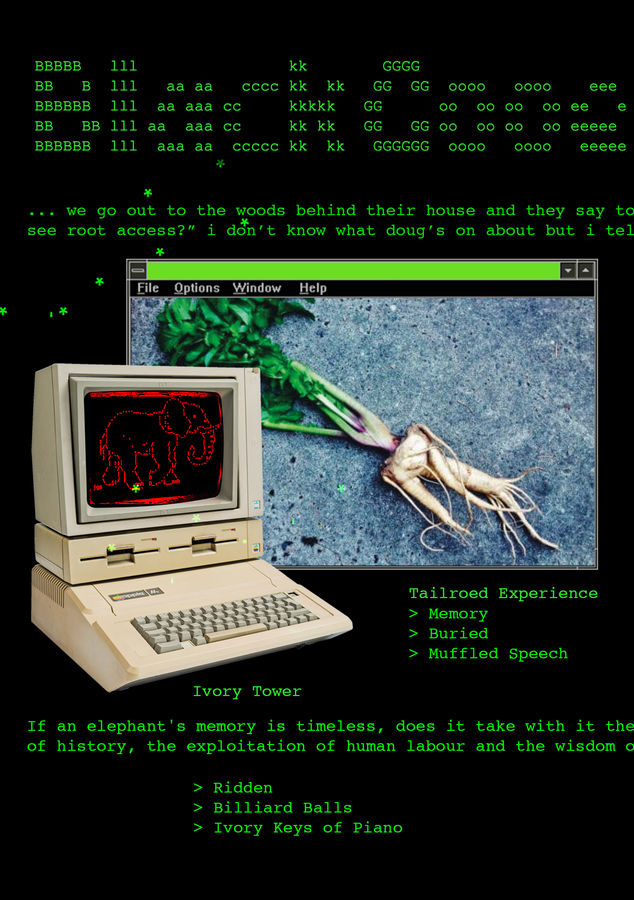 BBBBB   lll                kk        GGGG
BB   B  lll   aa aa   cccc kk  kk   GG  GG  oooo   oooo    eee
BBBBBB  lll  aa aaa cc     kkkkk   GG      oo  oo oo  oo ee   e
BB   BB lll aa  aaa cc     kk kk   GG   GG oo  oo oo  oo eeeee
BBBBBB  lll  aaa aa  ccccc kk  kk   GGGGGG  oooo   oooo   eeeee
... we go out to the woods behind their house and they say to
see root access?” i don’t know what doug’s on about but i tel
File Options Window Help
Tailroed Experience
> Memory
> Buried
> Muffled Speech
Ivory Tower
If an elephant's memory is timeless, does it take with it the
of history, the exploitation of human labour and the wisdom o
> Ridden
> Billiard Balls
> Ivory Keys of Piano